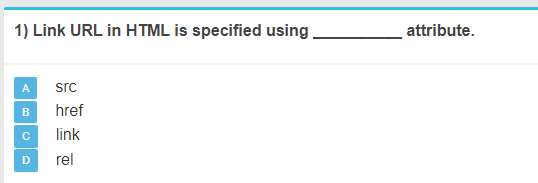 1) Link URL in HTML is specified using __________ attribute.
A src
B href
C link
D rel